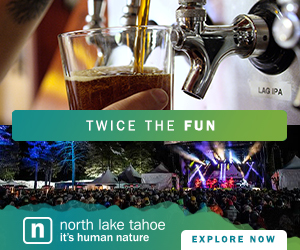 LAG IPA
TWICE THE FUN
n
north lake tahoe
it's human nature
EXPLORE NOW